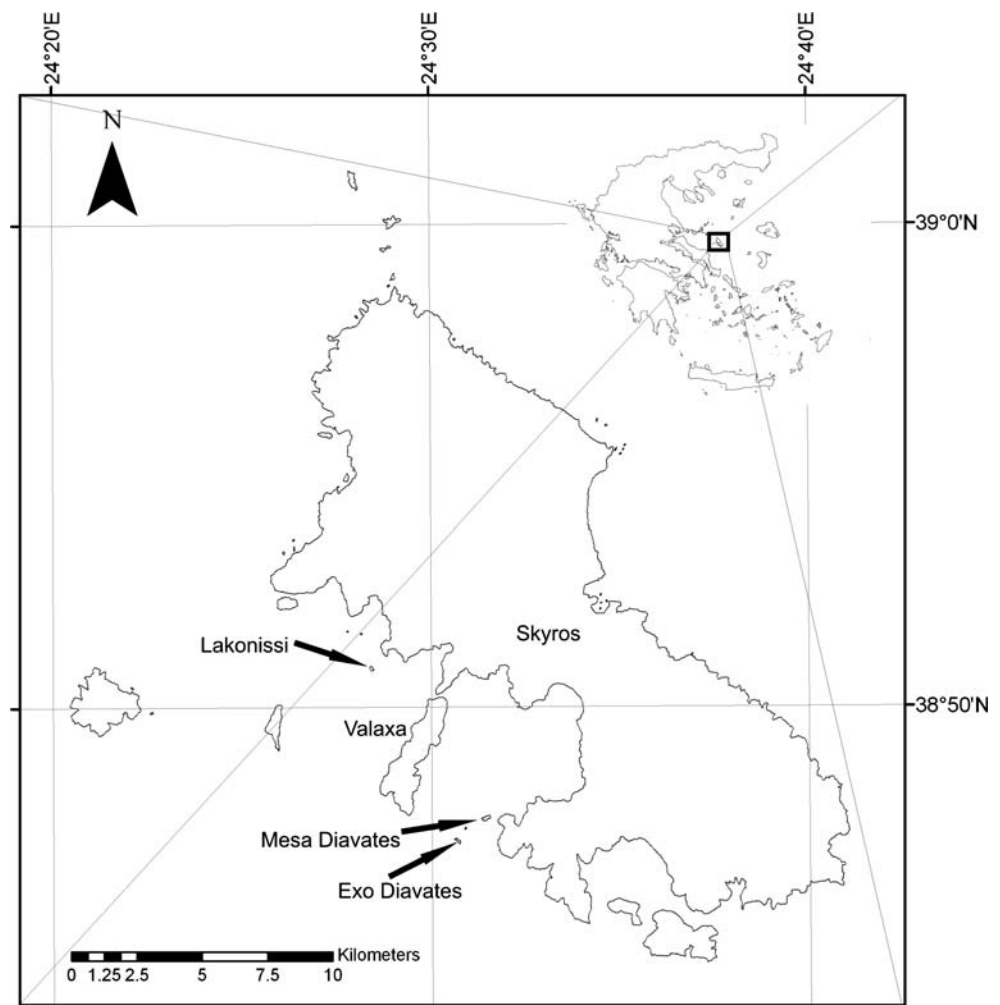 24°20'E
24°30'E
24°40'E
N
39°0'N
Skyros
Lakonissi
38°50'N
Valaxa
Mesa Diavates
Exo Diavates
Kilometers
0 1.25 2.5 5 7.5 10